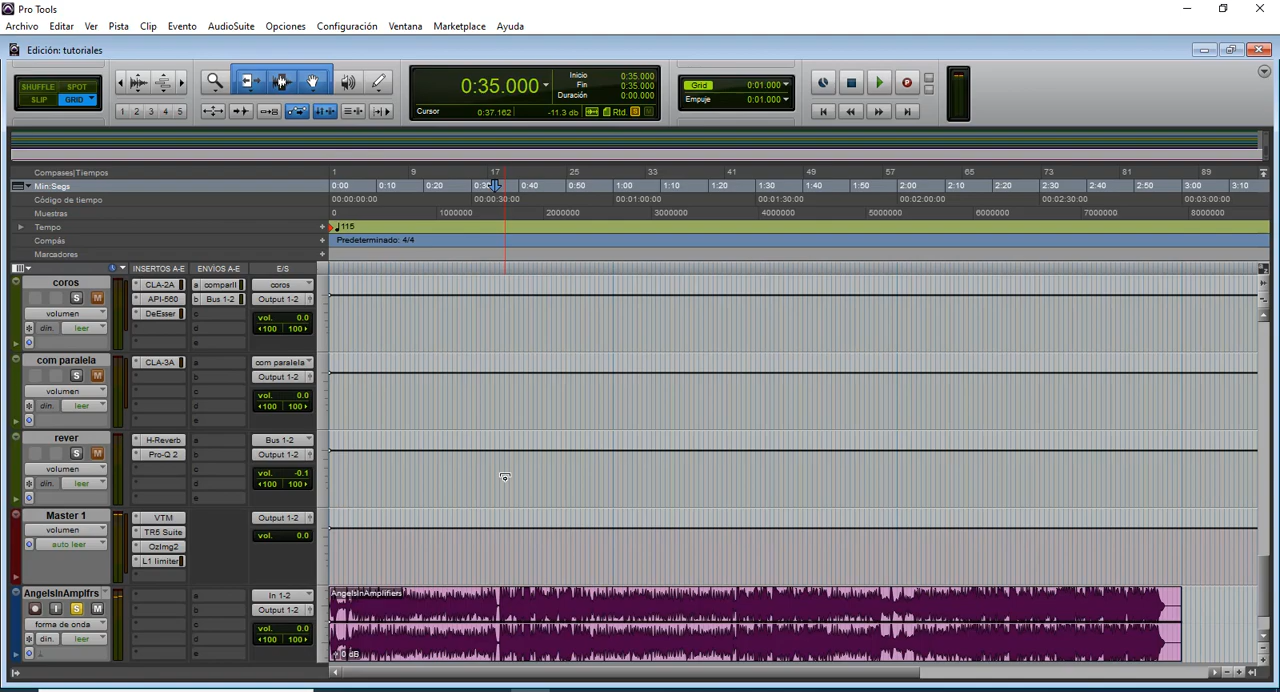 Pro Tools
Archivo Editar Ver Pista Clip Evento AudioSuite Opciones Configuración Ventana Marketplace Ayuda
Edición: tutoriales
SHUFFLE SPOT
SLIP GRID
1 2 3 4 5
0:35.000
Inicio 0:35.000
Fin 0:35.000
Duración 0:00.000
Cursor 0:37.162 -11.3 db Rtd. S M
Grid 0:01.000
Empuje 0:01.000
Compases|Tiempos 1 9 17 25 33 41 49 57 65 73 81 89
Min:Segs 0:00 0:10 0:20 0:30 0:40 0:50 1:00 1:10 1:20 1:30 1:40 1:50 2:00 2:10 2:20 2:30 2:40 2:50 3:00 3:10
Código de tiempo 00:00:00:00 00:00:30:00 00:01:00:00 00:01:30:00 00:02:00:00 00:02:30:00 00:03:00:00
Muestras 0 1000000 2000000 3000000 4000000 5000000 6000000 7000000 8000000
Tempo 115
Compás Predeterminado: 4/4
Marcadores
INSERTOS A-E ENVÍOS A-E E/S
coros CLA-2A a comparll coros
S M API-560 b Bus 1-2 Output 1-2
volumen DeEsser c vol. 0.0
din. leer d 100 100
e
com paralela CLA-3A a com paralela
S M b Output 1-2
volumen c vol. 0.0
din. leer d 100 100
e
rever H-Reverb a Bus 1-2
S M Pro-Q 2 b Output 1-2
volumen c vol. -0.1
din. leer d 100 100
e
Master 1 VTM Output 1-2
volumen TR5 Suite vol. 0.0
auto leer OzImg2
L1 limiter
AngelsInAmplfrs a In 1-2 AngelsInAmplifiers
I S M b Output 1-2
forma de onda c vol. 0.0
din. leer d 100 100
e 0 dB